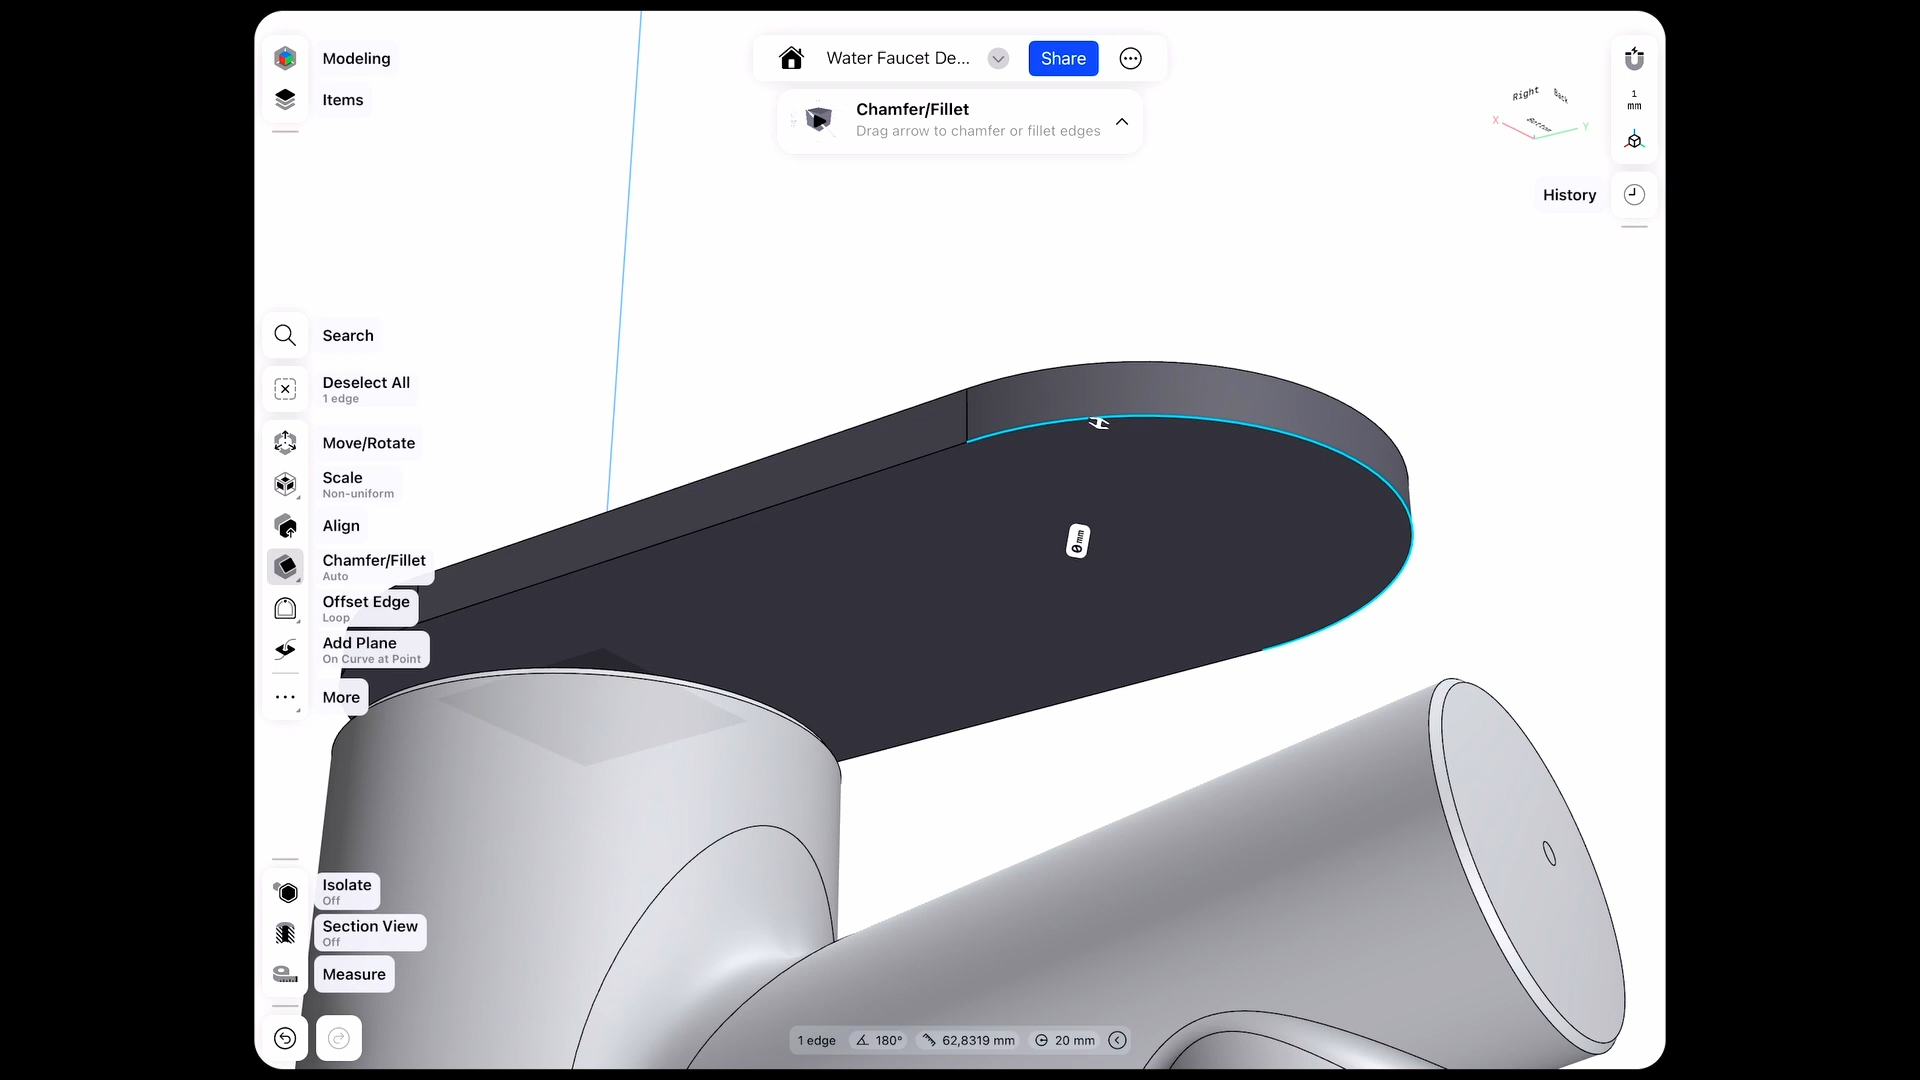 Modeling
Items
Water Faucet De...
Share
Chamfer/Fillet
Drag arrow to chamfer or fillet edges
Right
Back
Bottom
X
Y
1
mm
History
Search
Deselect All
1 edge
Move/Rotate
Scale
Non-uniform
Align
Chamfer/Fillet
Auto
Offset Edge
Loop
Add Plane
On Curve at Point
More
0 mm
Isolate
Off
Section View
Off
Measure
1 edge 180° 62,8319 mm 20 mm